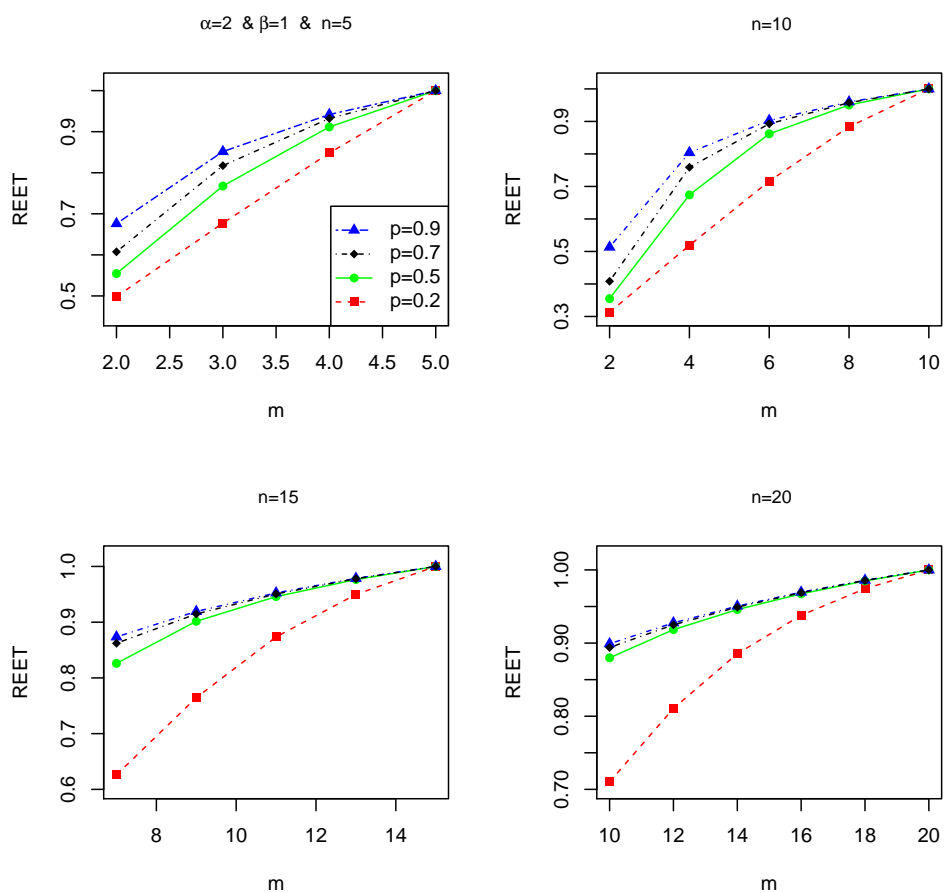 α=2 & β=1 & n=5
REET
0.5 0.7 0.9
p=0.9
p=0.7
p=0.5
p=0.2
2.0 2.5 3.0 3.5 4.0 4.5 5.0
m
n=10
REET
0.3 0.5 0.7 0.9
2 4 6 8 10
m
n=15
REET
0.6 0.7 0.8 0.9 1.0
8 10 12 14
m
n=20
REET
0.70 0.80 0.90 1.00
10 12 14 16 18 20
m